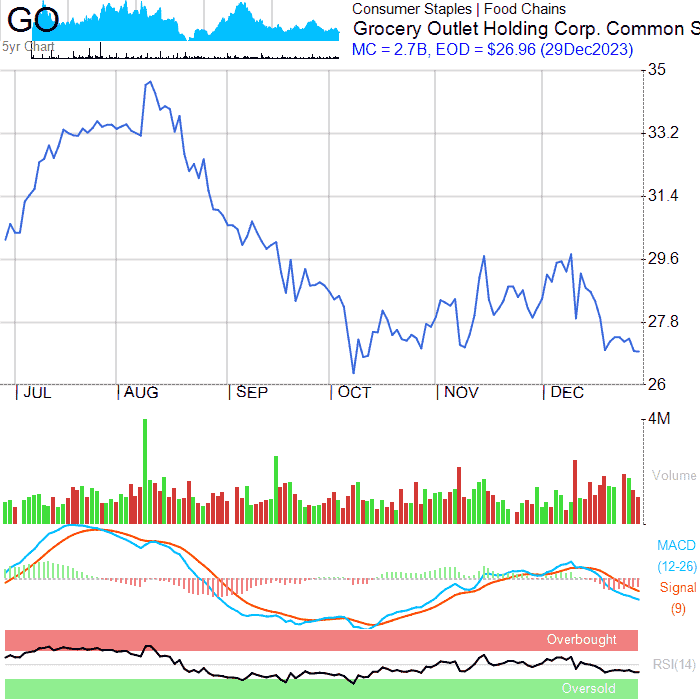 GO
5yr Chart
Consumer Staples | Food Chains
Grocery Outlet Holding Corp. Common S
MC = 2.7B, EOD = $26.96 (29Dec2023)
35
33.2
31.4
29.6
27.8
26
| JUL | AUG | SEP | OCT | NOV | DEC
4M
Volume
MACD
(12-26)
Signal
(9)
Overbought
RSI(14)
Oversold